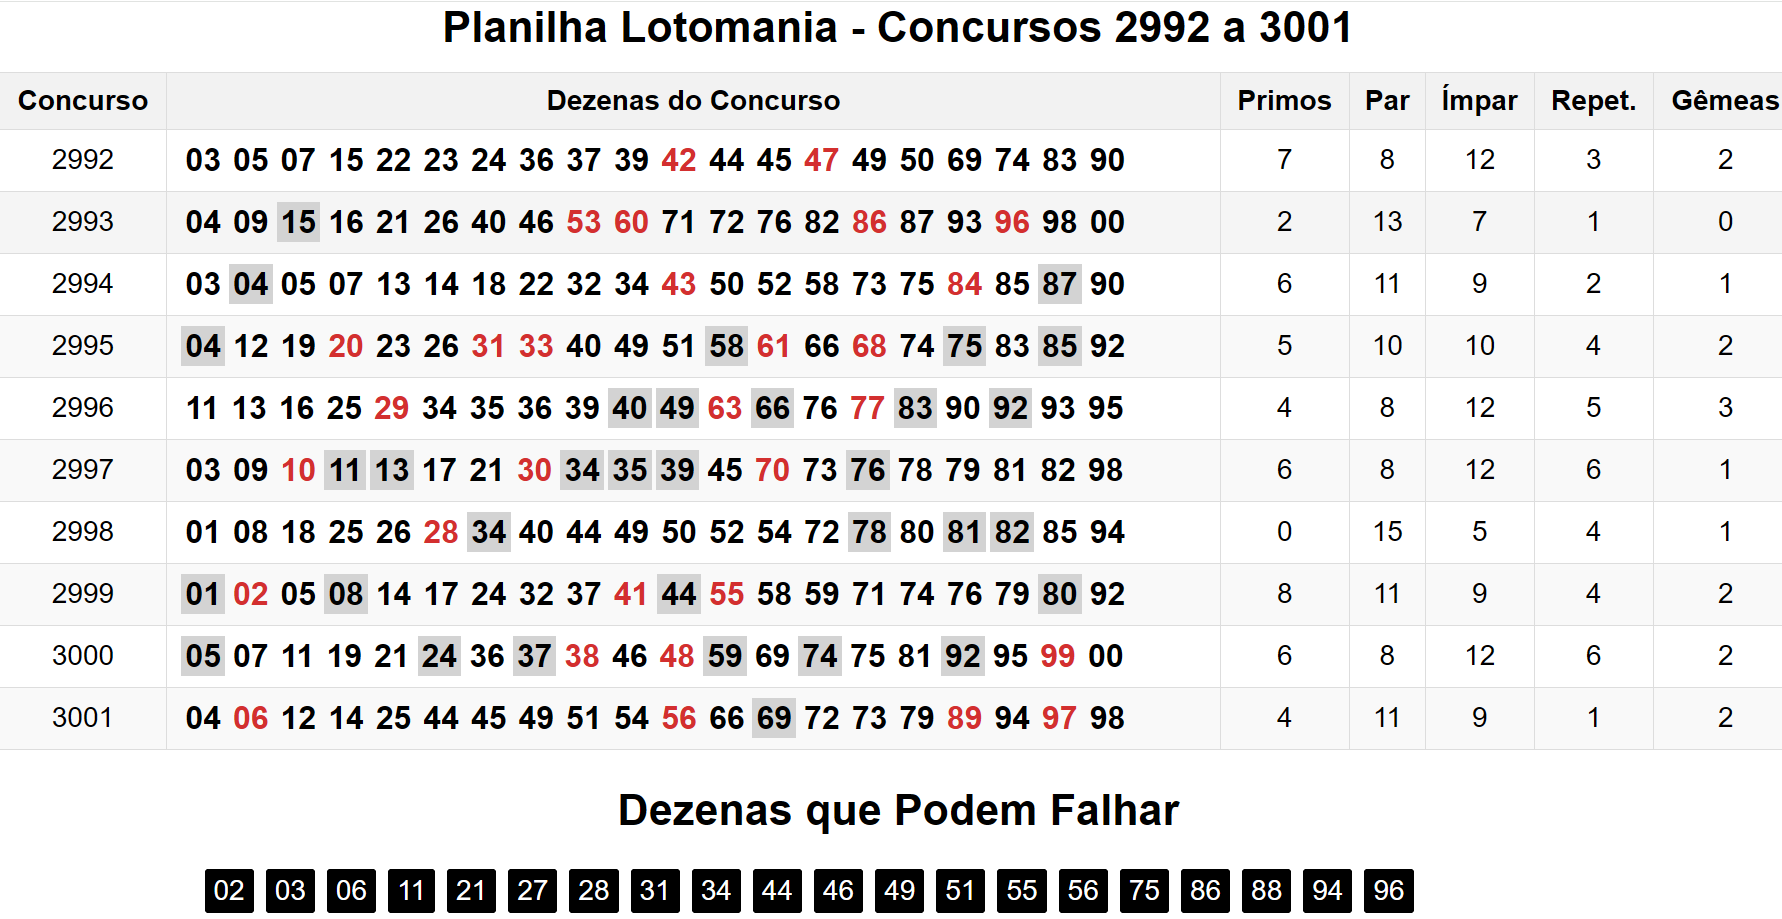 Planilha Lotomania - Concursos 2992 a 3001
Concurso Dezenas do Concurso Primos Par Ímpar Repet. Gêmeas
2992 03 05 07 15 22 23 24 36 37 39 42 44 45 47 49 50 69 74 83 90 7 8 12 3 2
2993 04 09 15 16 21 26 40 46 53 60 71 72 76 82 86 87 93 96 98 00 2 13 7 1 0
2994 03 04 05 07 13 14 18 22 32 34 43 50 52 58 73 75 84 85 87 90 6 11 9 2 1
2995 04 12 19 20 23 26 31 33 40 49 51 58 61 66 68 74 75 83 85 92 5 10 10 4 2
2996 11 13 16 25 29 34 35 36 39 40 49 63 66 76 77 83 90 92 93 95 4 8 12 5 3
2997 03 09 10 11 13 17 21 30 34 35 39 45 70 73 76 78 79 81 82 98 6 8 12 6 1
2998 01 08 18 25 26 28 34 40 44 49 50 52 54 72 78 80 81 82 85 94 0 15 5 4 1
2999 01 02 05 08 14 17 24 32 37 41 44 55 58 59 71 74 76 79 80 92 8 11 9 4 2
3000 05 07 11 19 21 24 36 37 38 46 48 59 69 74 75 81 92 95 99 00 6 8 12 6 2
3001 04 06 12 14 25 44 45 49 51 54 56 66 69 72 73 79 89 94 97 98 4 11 9 1 2
Dezenas que Podem Falhar
02 03 06 11 21 27 28 31 34 44 46 49 51 55 56 75 86 88 94 96